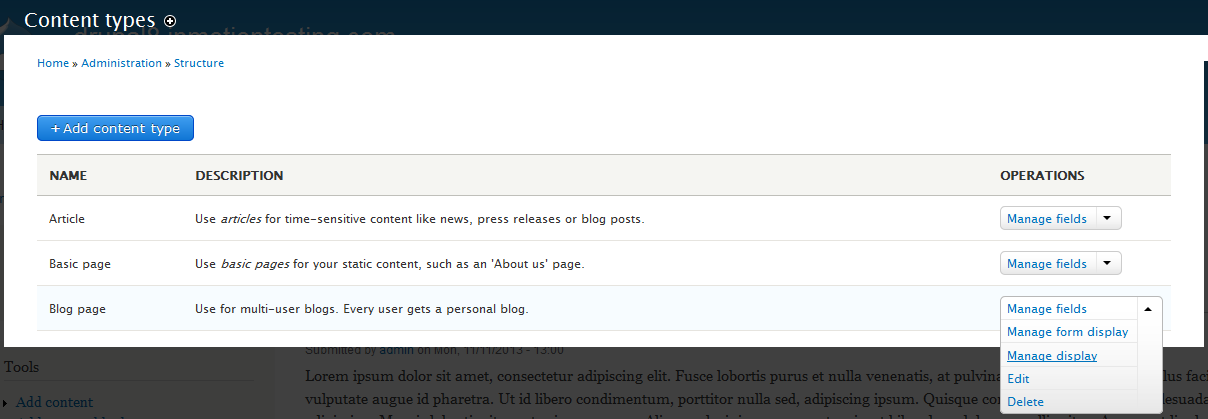 Content types
drupal8.inmotiontesting.com
Home » Administration » Structure
+ Add content type
NAME DESCRIPTION OPERATIONS
Article Use articles for time-sensitive content like news, press releases or blog posts. Manage fields
Basic page Use basic pages for your static content, such as an 'About us' page. Manage fields
Blog page Use for multi-user blogs. Every user gets a personal blog. Manage fields
Manage form display
Manage display
Edit
Delete
Submitted by admin on Mon, 11/11/2013 - 13:00
Tools
Add content
Lorem ipsum dolor sit amet, consectetur adipiscing elit. Fusce lobortis purus et nulla venenatis, at pulvina
vulputate augue id pharetra. Ut id libero condimentum, porttitor nulla sed, adipiscing ipsum. Quisque con